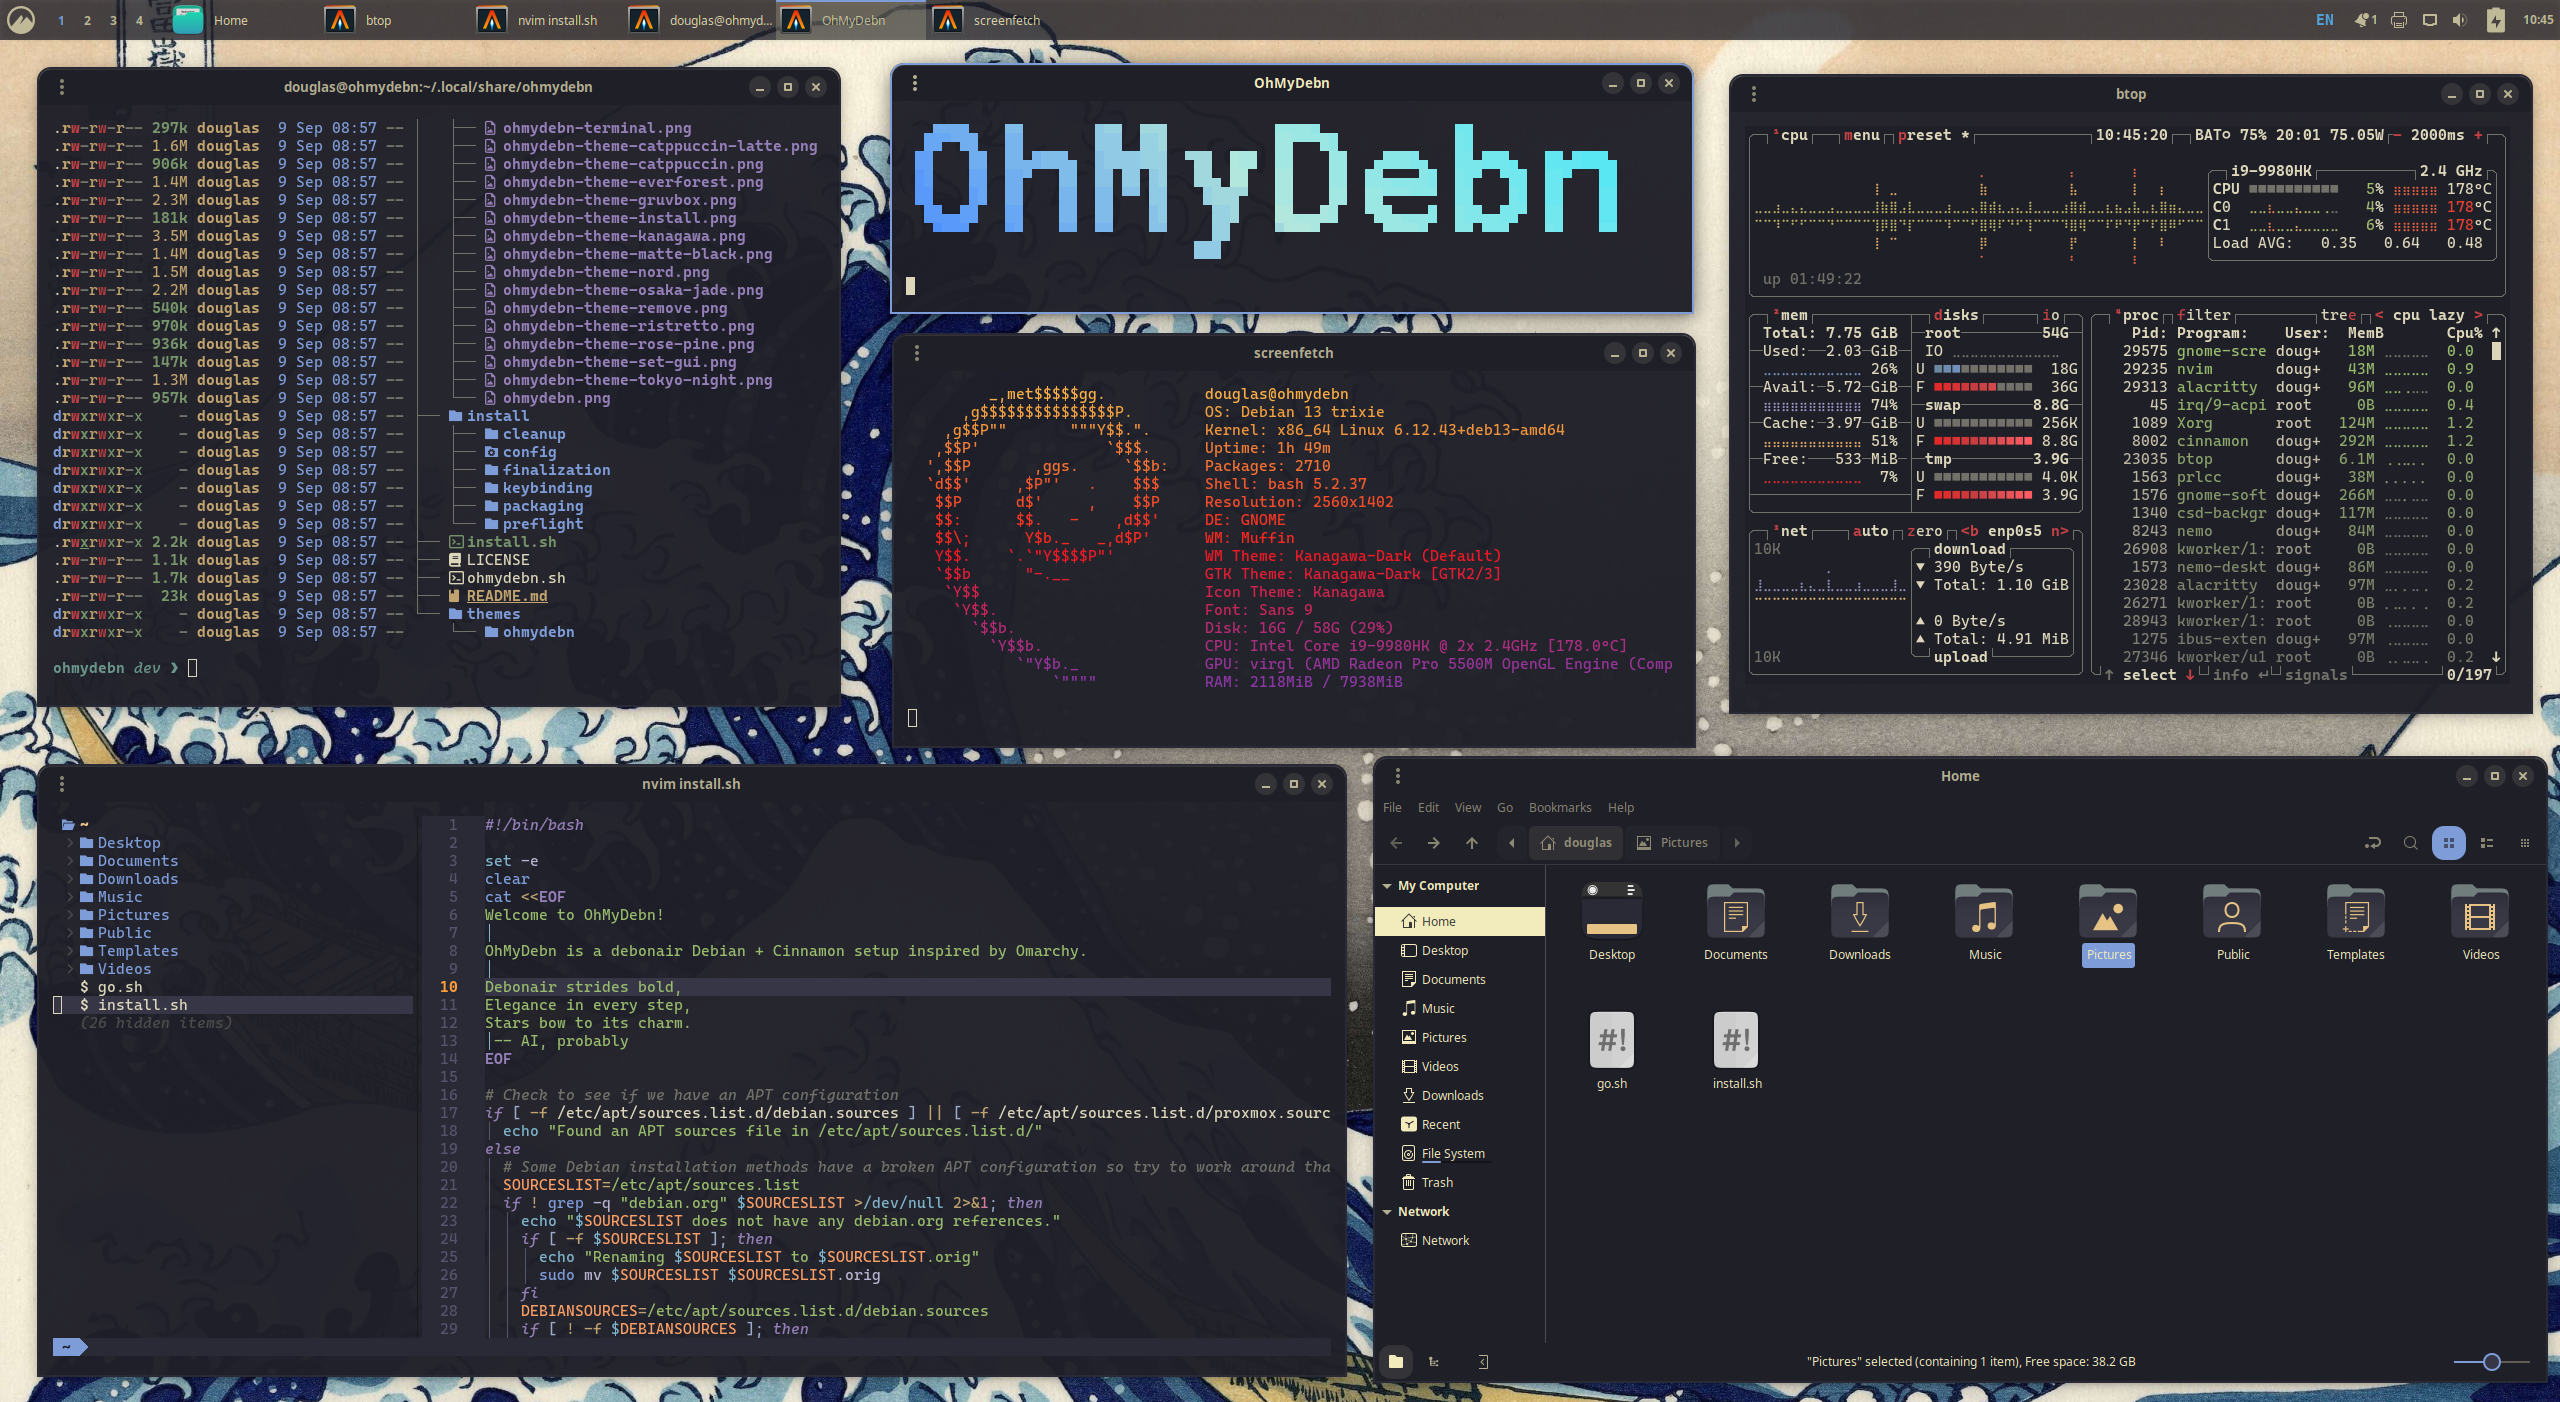 1 2 3 4 Home btop nvim install.sh douglas@ohmyd... OhMyDebn screenfetch EN 1 10:45
douglas@ohmydebn:~/.local/share/ohmydebn
.rw-rw-r-- 297k douglas 9 Sep 08:57 -- ohmydebn-terminal.png
.rw-rw-r-- 1.6M douglas 9 Sep 08:57 -- ohmydebn-theme-catppuccin-latte.png
.rw-rw-r-- 906k douglas 9 Sep 08:57 -- ohmydebn-theme-catppuccin.png
.rw-rw-r-- 1.4M douglas 9 Sep 08:57 -- ohmydebn-theme-everforest.png
.rw-rw-r-- 2.3M douglas 9 Sep 08:57 -- ohmydebn-theme-gruvbox.png
.rw-rw-r-- 181k douglas 9 Sep 08:57 -- ohmydebn-theme-install.png
.rw-rw-r-- 3.5M douglas 9 Sep 08:57 -- ohmydebn-theme-kanagawa.png
.rw-rw-r-- 1.4M douglas 9 Sep 08:57 -- ohmydebn-theme-matte-black.png
.rw-rw-r-- 1.5M douglas 9 Sep 08:57 -- ohmydebn-theme-nord.png
.rw-rw-r-- 2.2M douglas 9 Sep 08:57 -- ohmydebn-theme-osaka-jade.png
.rw-rw-r-- 540k douglas 9 Sep 08:57 -- ohmydebn-theme-remove.png
.rw-rw-r-- 970k douglas 9 Sep 08:57 -- ohmydebn-theme-ristretto.png
.rw-rw-r-- 936k douglas 9 Sep 08:57 -- ohmydebn-theme-rose-pine.png
.rw-rw-r-- 147k douglas 9 Sep 08:57 -- ohmydebn-theme-set-gui.png
.rw-rw-r-- 1.3M douglas 9 Sep 08:57 -- ohmydebn-theme-tokyo-night.png
.rw-rw-r-- 957k douglas 9 Sep 08:57 -- ohmydebn.png
drwxrwxr-x - douglas 9 Sep 08:57 -- install
drwxrwxr-x - douglas 9 Sep 08:57 -- cleanup
drwxrwxr-x - douglas 9 Sep 08:57 -- config
drwxrwxr-x - douglas 9 Sep 08:57 -- finalization
drwxrwxr-x - douglas 9 Sep 08:57 -- keybinding
drwxrwxr-x - douglas 9 Sep 08:57 -- packaging
drwxrwxr-x - douglas 9 Sep 08:57 -- preflight
.rwxrwxr-x 2.2k douglas 9 Sep 08:57 -- install.sh
.rw-rw-r-- 1.1k douglas 9 Sep 08:57 -- LICENSE
.rw-rw-r-- 1.7k douglas 9 Sep 08:57 -- ohmydebn.sh
.rw-rw-r-- 23k douglas 9 Sep 08:57 -- README.md
drwxrwxr-x - douglas 9 Sep 08:57 -- themes
drwxrwxr-x - douglas 9 Sep 08:57 -- ohmydebn
ohmydebn dev ❯
OhMyDebn
OhMyDebn
screenfetch
_,met$$$$$gg. douglas@ohmydebn
,g$$$$$$$$$$$$$$$P. OS: Debian 13 trixie
,g$$P"" """Y$$.". Kernel: x86_64 Linux 6.12.43+deb13-amd64
,$$P' `$$$. Uptime: 1h 49m
',$$P ,ggs. `$$b: Packages: 2710
`d$$' ,$P"' . $$$ Shell: bash 5.2.37
$$P d$' , $$P Resolution: 2560x1402
$$: $$. - ,d$$' DE: GNOME
$$\; Y$b._ _,d$P' WM: Muffin
Y$$. `.`"Y$$$$P"' WM Theme: Kanagawa-Dark (Default)
`$$b "-.__ GTK Theme: Kanagawa-Dark [GTK2/3]
`Y$$ Icon Theme: Kanagawa
`Y$$. Font: Sans 9
`$$b. Disk: 16G / 58G (29%)
`Y$$b. CPU: Intel Core i9-9980HK @ 2x 2.4GHz [178.0°C]
`"Y$b._ GPU: virgl (AMD Radeon Pro 5500M OpenGL Engine (Comp
`"""" RAM: 2118MiB / 7938MiB
btop
¹cpu menu preset * 10:45:20 BAT 75% 20:01 75.05W - 2000ms +
i9-9980HK 2.4 GHz
CPU 5% 178°C
C0 4% 178°C
C1 6% 178°C
Load AVG: 0.35 0.64 0.48
up 01:49:22
²mem disks io
Total: 7.75 GiB root 54G
Used: 2.03 GiB IO
26% U 18G
Avail: 5.72 GiB F 36G
74% swap 8.8G
Cache: 3.97 GiB U 256K
51% F 8.8G
Free: 533 MiB tmp 3.9G
7% U 4.0K
F 3.9G
³net auto zero <b enp0s5 n>
10K download
▼ 390 Byte/s
▼ Total: 1.10 GiB
▲ 0 Byte/s
▲ Total: 4.91 MiB
10K upload
⁴proc filter tree < cpu lazy >
Pid: Program: User: MemB Cpu% ↑
29575 gnome-scre doug+ 18M 0.0
29235 nvim doug+ 43M 0.9
29313 alacritty doug+ 96M 0.0
45 irq/9-acpi root 0B 0.4
1089 Xorg root 124M 1.2
8002 cinnamon doug+ 292M 1.2
23035 btop doug+ 6.1M 0.0
1563 prlcc doug+ 38M 0.0
1576 gnome-soft doug+ 266M 0.0
1340 csd-backgr doug+ 117M 0.0
8243 nemo doug+ 84M 0.0
26908 kworker/1: root 0B 0.0
1573 nemo-deskt doug+ 86M 0.0
23028 alacritty doug+ 97M 0.2
26271 kworker/1: root 0B 0.2
28943 kworker/1: root 0B 0.0
1275 ibus-exten doug+ 97M 0.0
27346 kworker/u1 root 0B 0.2 ↓
↑ select ↓ info ↵ signals 0/197
nvim install.sh
~
Desktop
Documents
Downloads
Music
Pictures
Public
Templates
Videos
$ go.sh
$ install.sh
(26 hidden items)
~
1 #!/bin/bash
2
3 set -e
4 clear
5 cat <<EOF
6 Welcome to OhMyDebn!
7
8 OhMyDebn is a debonair Debian + Cinnamon setup inspired by Omarchy.
9
10 Debonair strides bold,
11 Elegance in every step,
12 Stars bow to its charm.
13 -- AI, probably
14 EOF
15
16 # Check to see if we have an APT configuration
17 if [ -f /etc/apt/sources.list.d/debian.sources ] || [ -f /etc/apt/sources.list.d/proxmox.sourc
18 echo "Found an APT sources file in /etc/apt/sources.list.d/"
19 else
20 # Some Debian installation methods have a broken APT configuration so try to work around tha
21 SOURCESLIST=/etc/apt/sources.list
22 if ! grep -q "debian.org" $SOURCESLIST >/dev/null 2>&1; then
23 echo "$SOURCESLIST does not have any debian.org references."
24 if [ -f $SOURCESLIST ]; then
25 echo "Renaming $SOURCESLIST to $SOURCESLIST.orig"
26 sudo mv $SOURCESLIST $SOURCESLIST.orig
27 fi
28 DEBIANSOURCES=/etc/apt/sources.list.d/debian.sources
29 if [ ! -f $DEBIANSOURCES ]; then
Home
File Edit View Go Bookmarks Help
douglas Pictures
My Computer
Home
Desktop
Documents
Music
Pictures
Videos
Downloads
Recent
File System
Trash
Network
Network
Desktop Documents Downloads Music Pictures Public Templates Videos
#! #!
go.sh install.sh
"Pictures" selected (containing 1 item), Free space: 38.2 GB